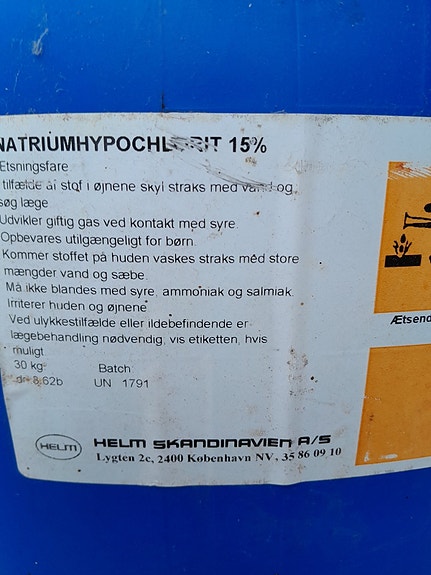 NATRIUMHYPOCHLORIT 15%
Etsningsfare.
I tilfælde af stof i øjnene skyl straks med vand og
søg læge.
Udvikler giftig gas ved kontakt med syre.
Opbevares utilgængeligt for børn.
Kommer stoffet på huden vaskes straks med store
mængder vand og sæbe.
Må ikke blandes med syre, ammoniak og salmiak.
Irriterer huden og øjnene.
Ved ulykkestilfælde eller ildebefindende er
lægebehandling nødvendig, vis etiketten, hvis
muligt
30 kg Batch
8.62b UN 1791
Ætsend
HELM HELM SKANDINAVIEN A/S
Lygten 2c, 2400 København NV. 35 86 09 10